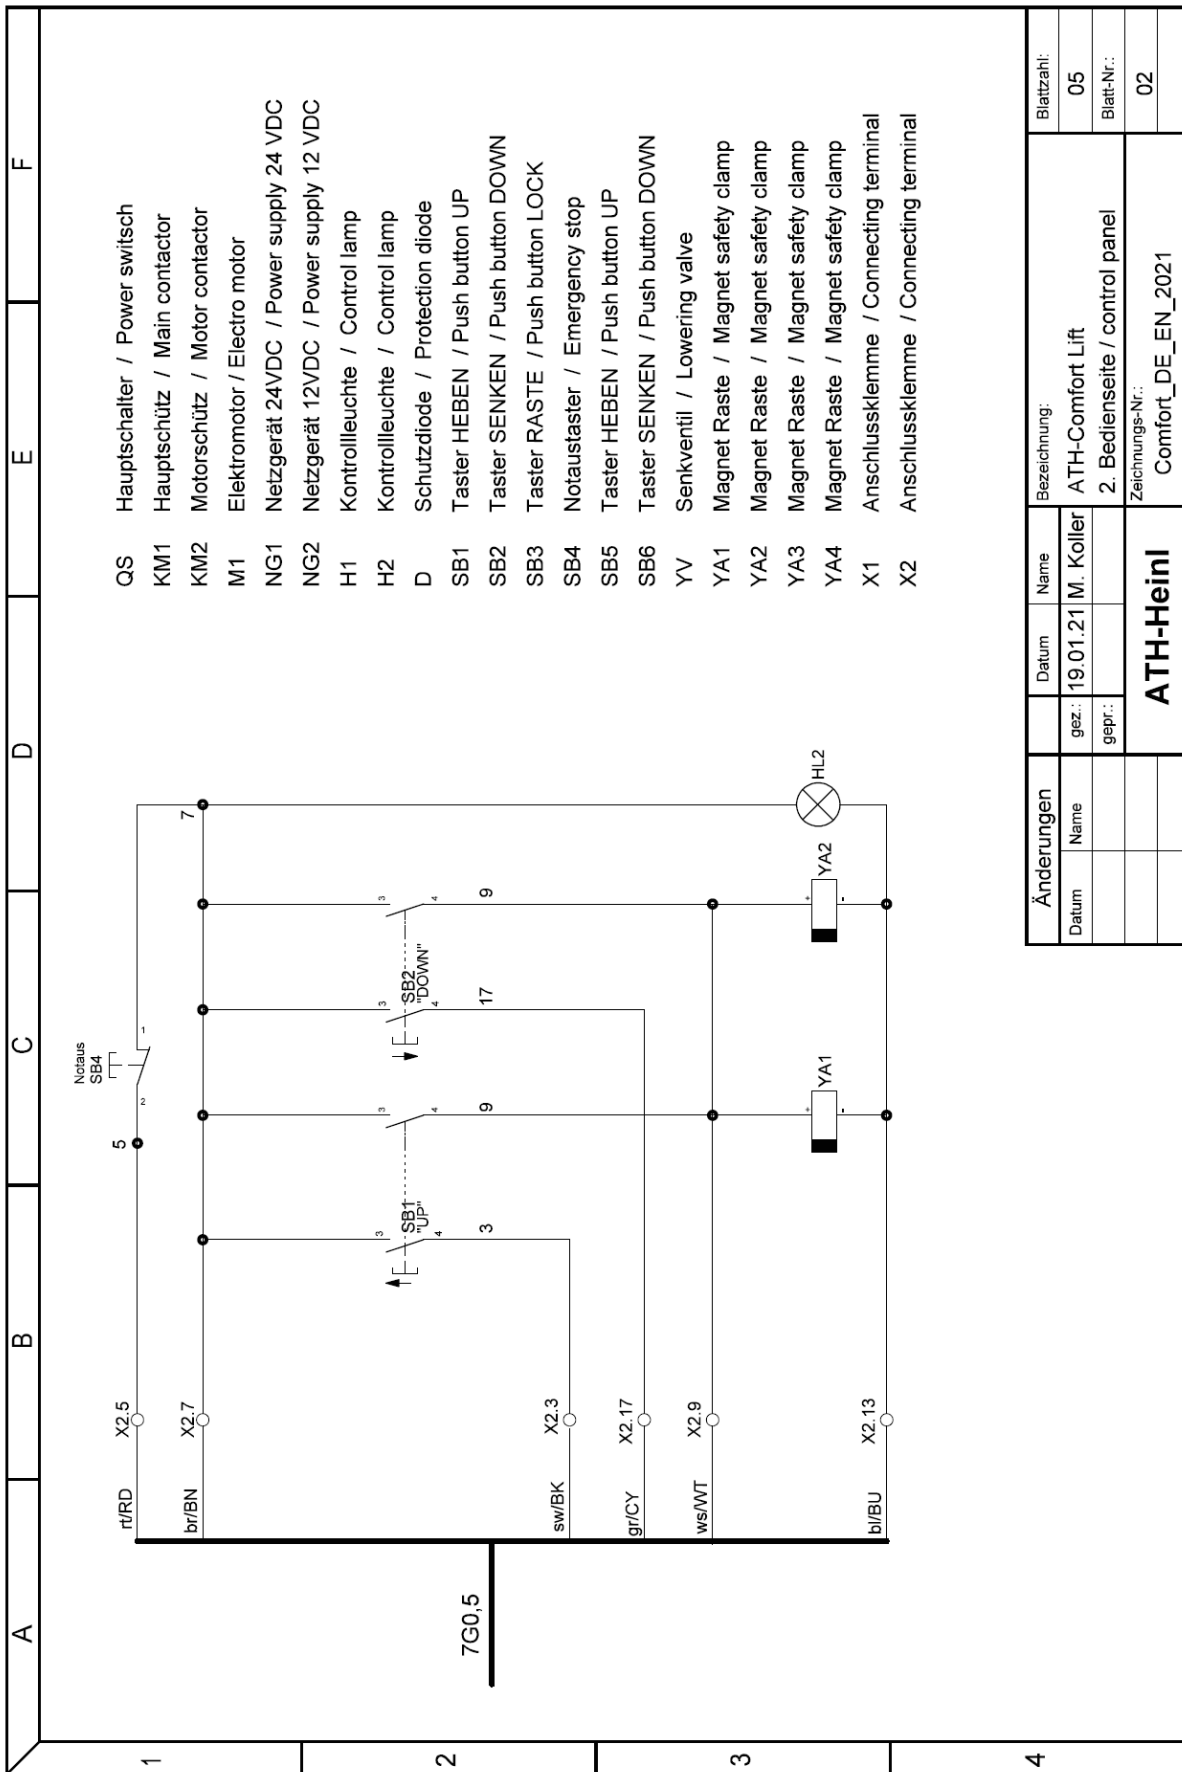 A B C D E F
1
2
3
4
7G0,5
rt/RD
br/BN
sw/BK
gr/CY
ws/WT
bl/BU
X2.5
X2.7
X2.3
X2.17
X2.9
X2.13
5
Notaus
SB4
2
1
7
3
4
SB1
"UP"
3
3
4
9
3
4
SB2
"DOWN"
17
3
4
9
+
-
YA1
+
-
YA2
HL2
QS Hauptschalter / Power switsch
KM1 Hauptschütz / Main contactor
KM2 Motorschütz / Motor contactor
M1 Elektromotor / Electro motor
NG1 Netzgerät 24VDC / Power supply 24 VDC
NG2 Netzgerät 12VDC / Power supply 12 VDC
H1 Kontrolleuchte / Control lamp
H2 Kontrollleuchte / Control lamp
D Schutzdiode / Protection diode
SB1 Taster HEBEN / Push button UP
SB2 Taster SENKEN / Push button DOWN
SB3 Taster RASTE / Push button LOCK
SB4 Notaustaster / Emergency stop
SB5 Taster HEBEN / Push button UP
SB6 Taster SENKEN / Push button DOWN
YV Senkventil / Lowering valve
YA1 Magnet Raste / Magnet safety clamp
YA2 Magnet Raste / Magnet safety clamp
YA3 Magnet Raste / Magnet safety clamp
YA4 Magnet Raste / Magnet safety clamp
X1 Anschlussklemme / Connecting terminal
X2 Anschlussklemme / Connecting terminal
Änderungen
Datum Name
Datum Name
gez.: 19.01.21 M. Koller
gepr.:
ATH-Heinl
Bezeichnung:
ATH-Comfort Lift
2. Bedienseite / control panel
Zeichnungs-Nr.:
Comfort_DE_EN_2021
Blattzahl:
05
Blatt-Nr.:
02